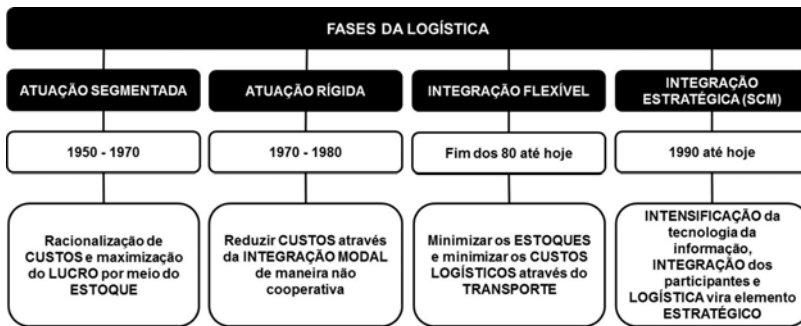 FASES DA LOGÍSTICA
ATUAÇÃO SEGMENTADA
1950 - 1970
Racionalização de
CUSTOS e maximização
do LUCRO por meio do
ESTOQUE
ATUAÇÃO RÍGIDA
1970 - 1980
Reduzir CUSTOS através
da INTEGRAÇÃO MODAL
de maneira não
cooperativa
INTEGRAÇÃO FLEXÍVEL
Fim dos 80 até hoje
Minimizar os ESTOQUES
e minimizar os CUSTOS
LOGÍSTICOS através do
TRANSPORTE
INTEGRAÇÃO
ESTRATÉGICA (SCM)
1990 até hoje
INTENSIFICAÇÃO da
tecnologia da
informação,
INTEGRAÇÃO dos
participantes e
LOGÍSTICA vira elemento
ESTRATÉGICO